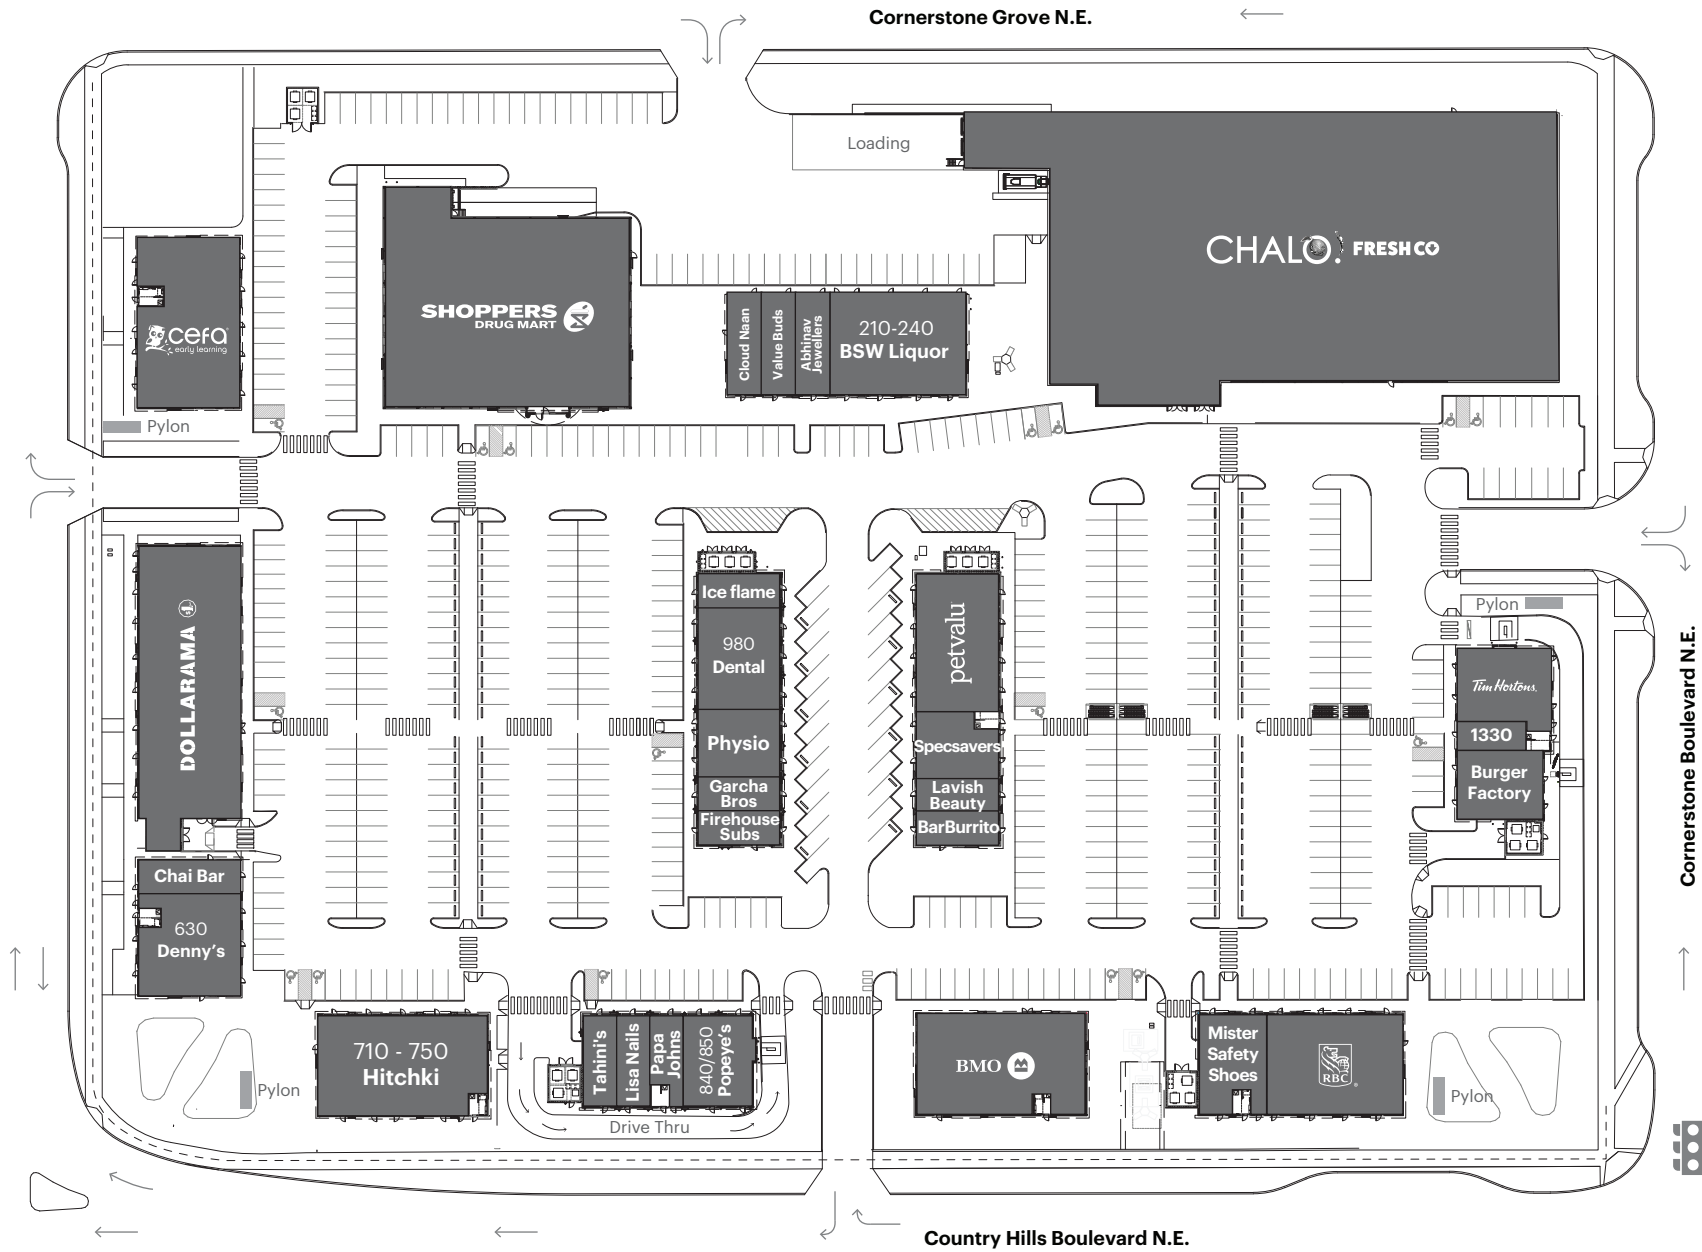 Cornerstone Grove N.E.
Loading
CHALO! FRESHCO
cefa
early learning
Pylon
SHOPPERS
DRUG MART
Cloud Naan
Value Buds
Abhinav
Jewellers
210-240
BSW Liquor
DOLLARAMA
Ice flame
980
Dental
Physio
Garcha
Bros
Firehouse
Subs
petvalu
Specsavers
Lavish
Beauty
BarBurrito
Pylon
Tim Hortons.
1330
Burger
Factory
Cornerstone Boulevard N.E.
Chai Bar
630
Denny's
Pylon
710 - 750
Hitchki
Tahini's
Lisa Nails
Papa
Johns
840/850
Popeye's
Drive Thru
BMO
Mister
Safety
Shoes
RBC
Pylon
Country Hills Boulevard N.E.